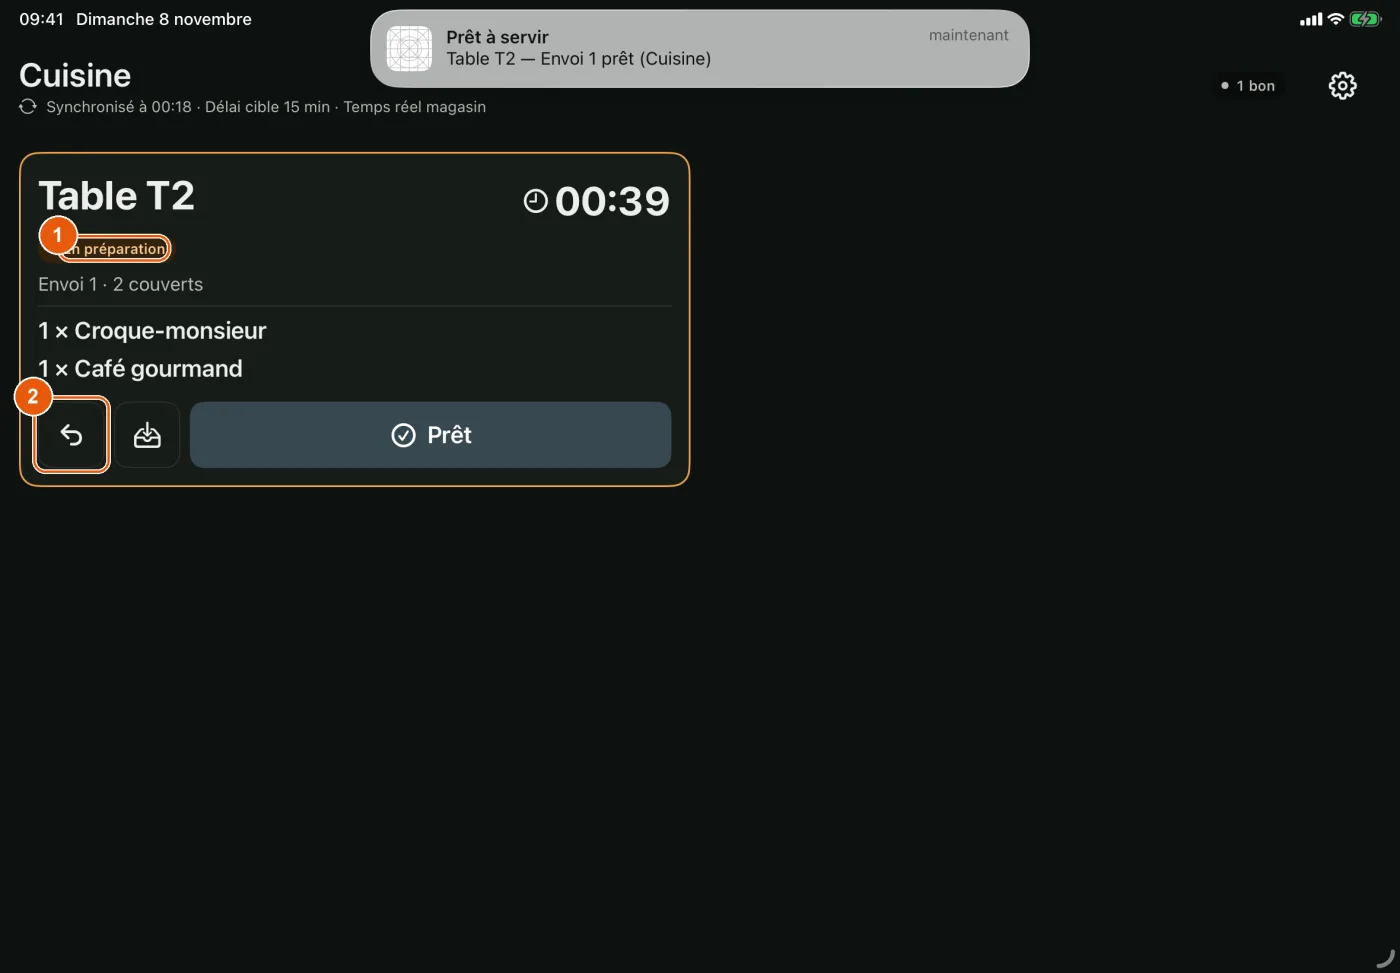 09:41 Dimanche 8 novembre
Prêt à servir
maintenant
Table T2 — Envoi 1 prêt (Cuisine)
Cuisine
1 bon
Synchronisé à 00:18 · Délai cible 15 min · Temps réel magasin
Table T2
00:39
1
préparation
Envoi 1 · 2 couverts
1 × Croque-monsieur
1 × Café gourmand
2
Prêt